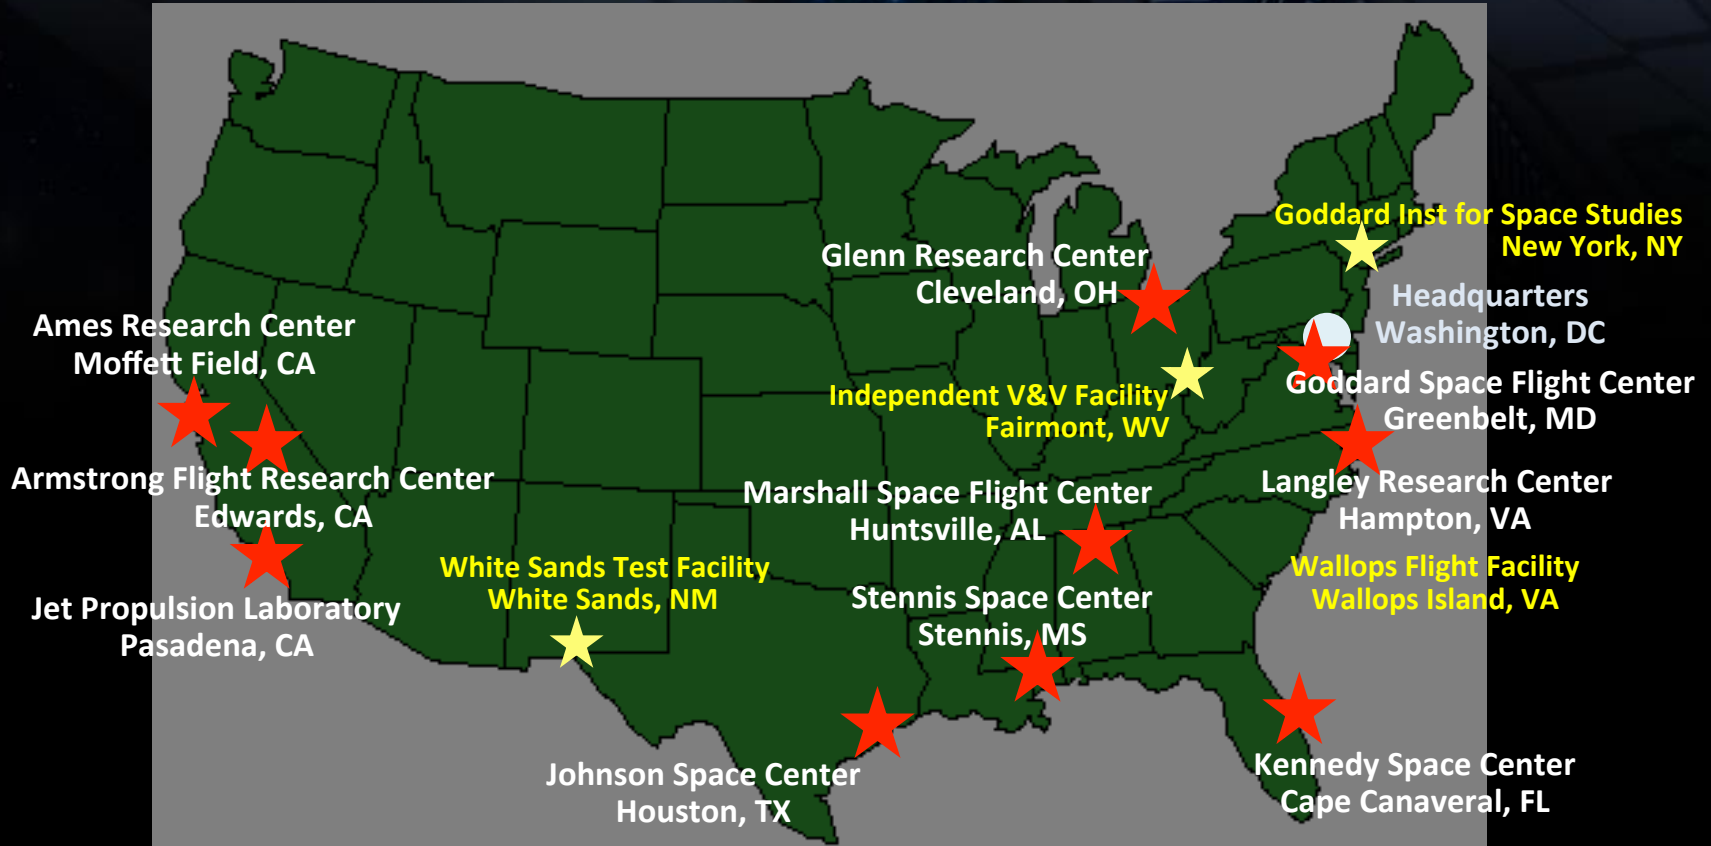 Goddard Inst for Space Studies
New York, NY
Glenn Research Center
Cleveland, OH
Headquarters
Washington, DC
Ames Research Center
Moffett Field, CA
Independent V&V Facility
Fairmont, WV
Goddard Space Flight Center
Greenbelt, MD
Armstrong Flight Research Center
Edwards, CA
Marshall Space Flight Center
Huntsville, AL
Langley Research Center
Hampton, VA
White Sands Test Facility
White Sands, NM
Wallops Flight Facility
Wallops Island, VA
Jet Propulsion Laboratory
Pasadena, CA
Stennis Space Center
Stennis, MS
Johnson Space Center
Houston, TX
Kennedy Space Center
Cape Canaveral, FL